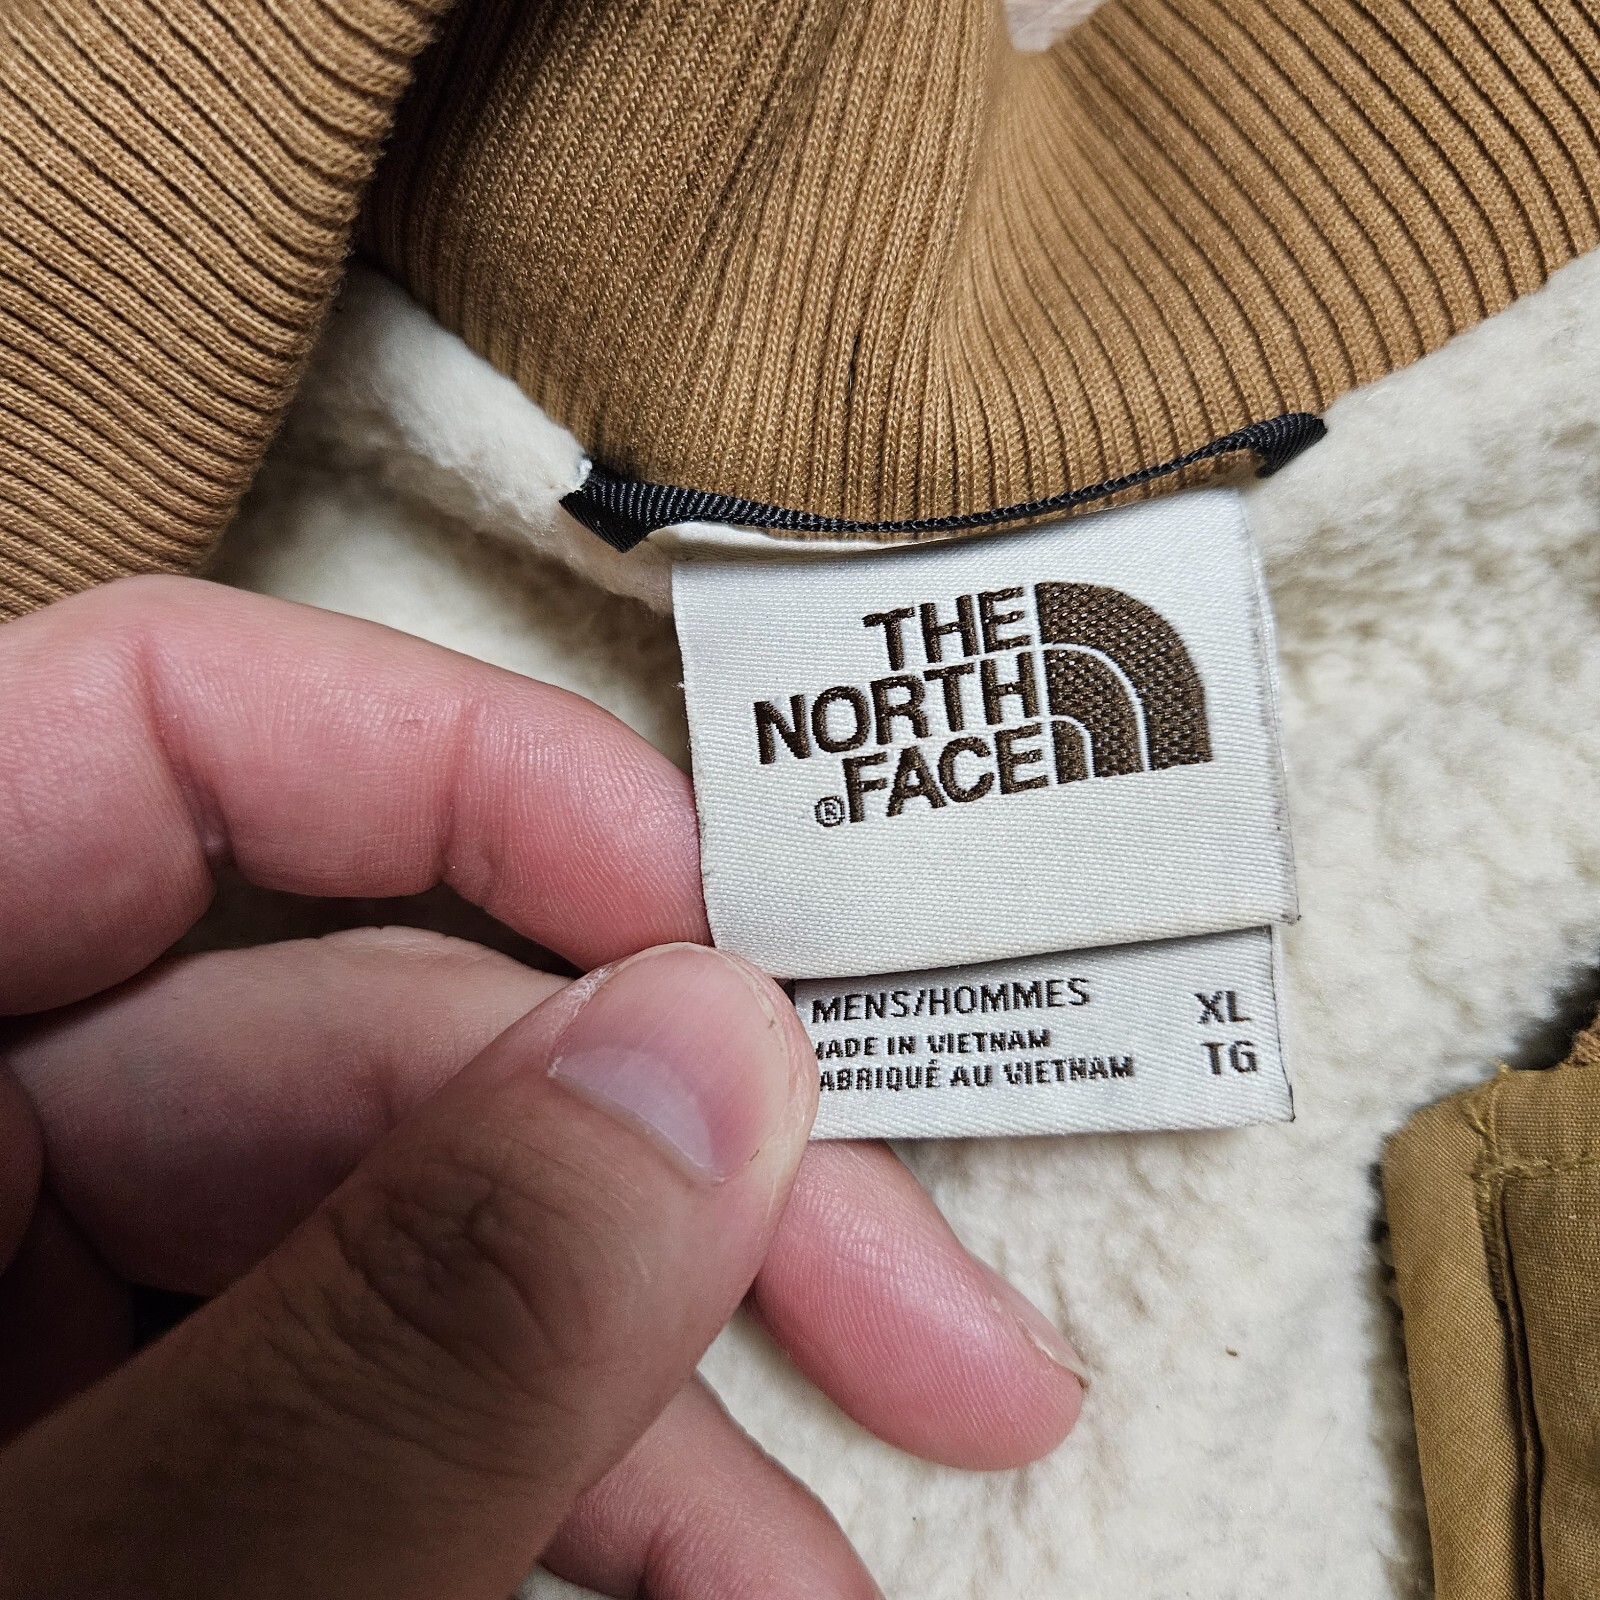 THE
NORTH
®FACE
MENS/HOMMES XL
MADE IN VIETNAM TG
FABRIQUÉ AU VIETNAM